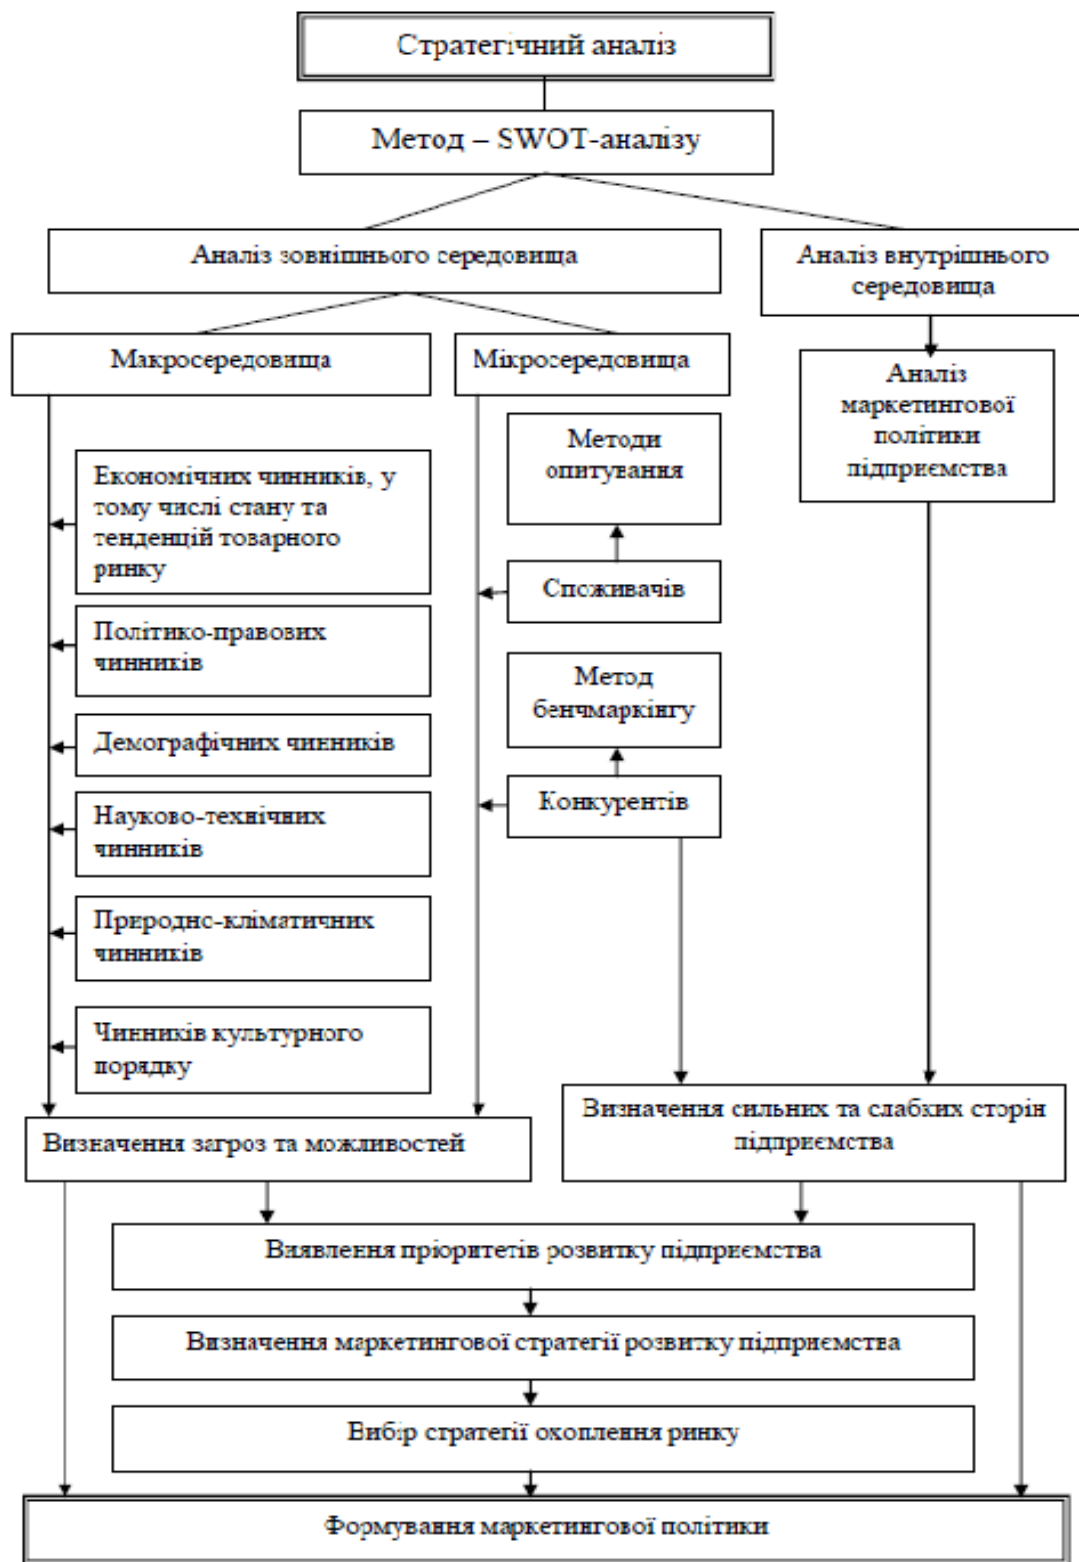 Стратегічний аналіз
Метод – SWOT-аналізу
Аналіз зовнішнього середовища
Аналіз внутрішнього
середовища
Макросередовища
Мікросередовища
Аналіз
маркетингової
політики
підприємства
Методи
опитування
Економічних чинників, у
тому числі стану та
тенденцій товарного
ринку
Споживачів
Політико-правових
чинників
Метод
бенчмаркінгу
Демографічних чинників
Конкурентів
Науково-технічних
чинників
Природно-кліматичних
чинників
Чинників культурного
порядку
Визначення загроз та можливостей
Визначення сильних та слабких сторін
підприємства
Виявлення пріоритетів розвитку підприємства
Визначення маркетингової стратегії розвитку підприємства
Вибір стратегії охоплення ринку
Формування маркетингової політики